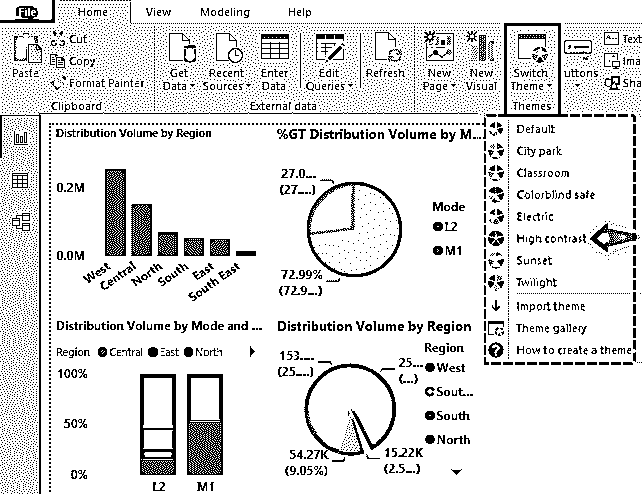 File Home View Modeling Help
Cut
Copy
Format Painter
Paste
Get Data
Recent Sources
Enter Data
Edit Queries
Refresh
New Page
New Visual
Switch Theme
uttons
Text
Ima
Sha
Clipboard External data Themes
Distribution Volume by Region
0.2M
0.0M
West Central North South East South East
%GT Distribution Volume by M...
27.0...
(27....)
72.99%
(72.9...)
Mode
L2
M1
Default
City park
Classroom
Colorblind safe
Electric
High contrast
Sunset
Twilight
Import theme
Theme gallery
How to create a theme
Distribution Volume by Mode and ...
Region Central East North
100%
50%
0%
L2 M1
Distribution Volume by Region
153....
(25....)
25...
(...)
54.27K
(9.05%)
15.22K
(2.5...)
Region
West
Sout...
South
North